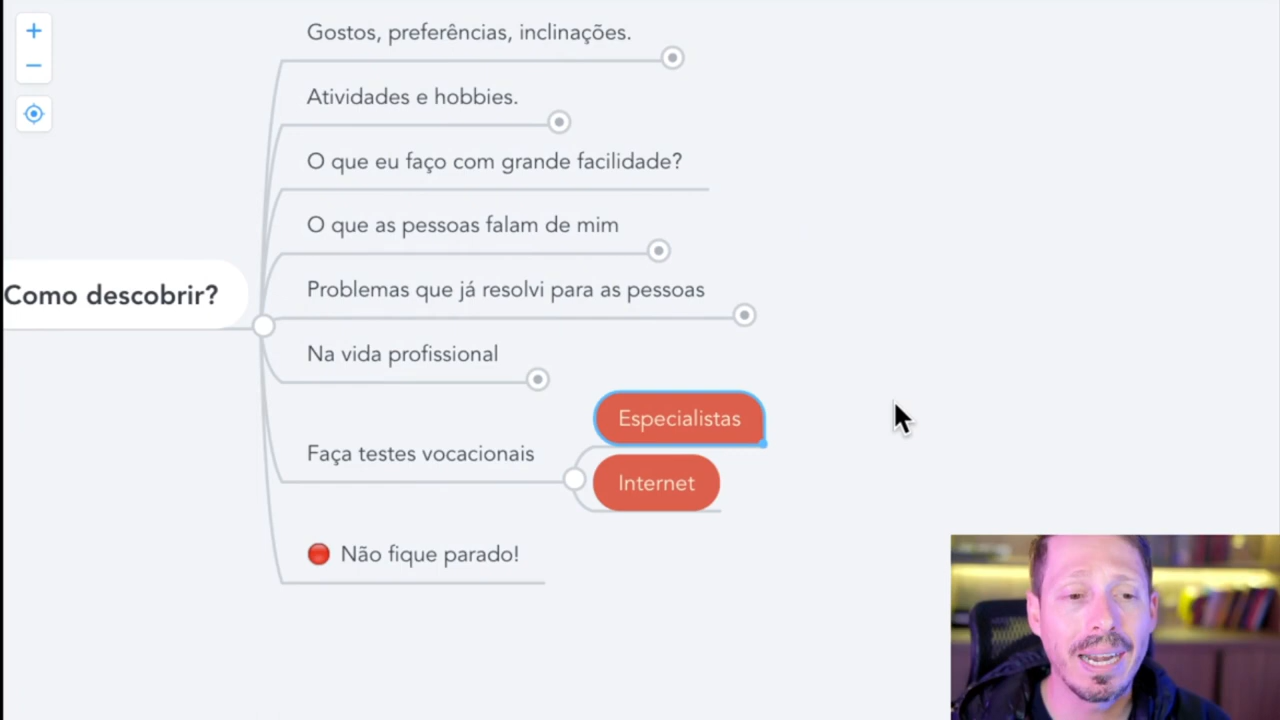 Gostos, preferências, inclinações.
Atividades e hobbies.
O que eu faço com grande facilidade?
O que as pessoas falam de mim
Como descobrir?
Problemas que já resolvi para as pessoas
Na vida profissional
Especialistas
Faça testes vocacionais
Internet
Não fique parado!